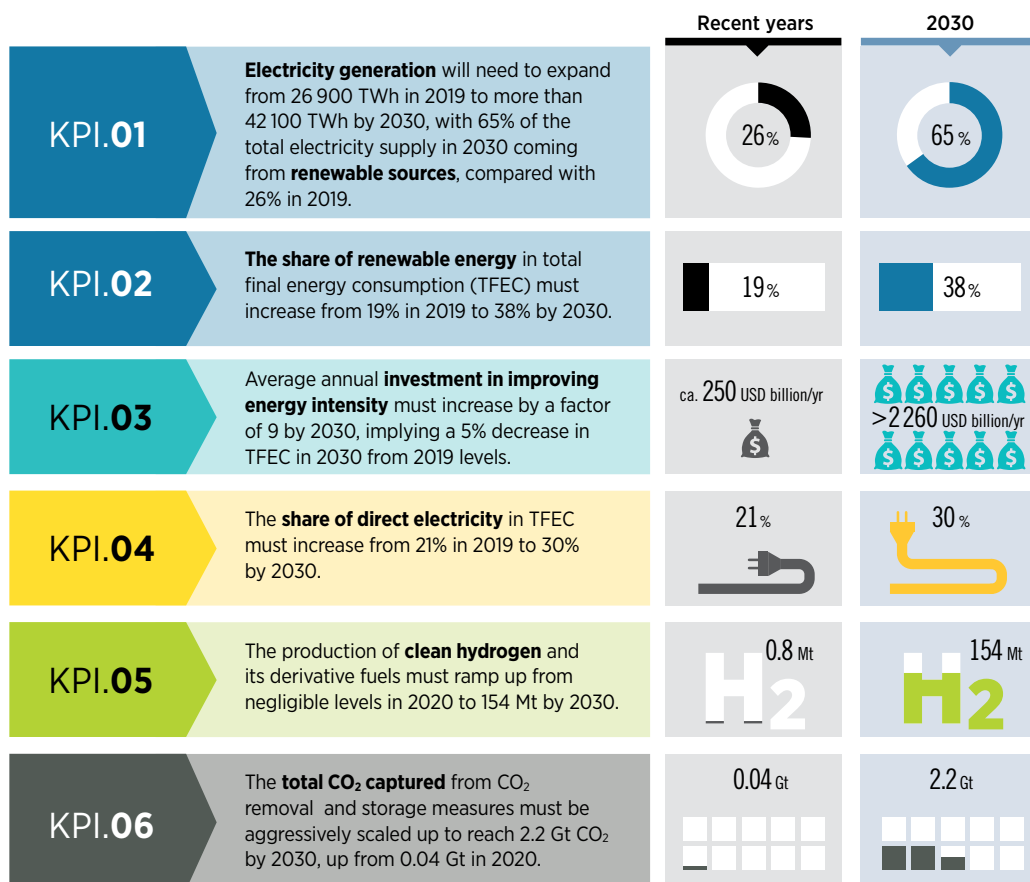 Recent years
2030
KPI.01
Electricity generation will need to expand
from 26 900 TWh in 2019 to more than
42 100 TWh by 2030, with 65% of the
total electricity supply in 2030 coming
from renewable sources, compared with
26% in 2019.
26%
65%
KPI.02
The share of renewable energy in total
final energy consumption (TFEC) must
increase from 19% in 2019 to 38% by 2030.
19%
38%
KPI.03
Average annual investment in improving
energy intensity must increase by a factor
of 9 by 2030, implying a 5% decrease in
TFEC in 2030 from 2019 levels.
ca. 250 USD billion/yr
$
$ $ $ $ $
>2 260 USD billion/yr
$ $ $ $ $
KPI.04
The share of direct electricity in TFEC
must increase from 21% in 2019 to 30%
by 2030.
21%
30%
KPI.05
The production of clean hydrogen and
its derivative fuels must ramp up from
negligible levels in 2020 to 154 Mt by 2030.
0.8 Mt
H2
154 Mt
H2
KPI.06
The total CO₂ captured from CO₂
removal and storage measures must be
aggressively scaled up to reach 2.2 Gt CO₂
by 2030, up from 0.04 Gt in 2020.
0.04 Gt
2.2 Gt